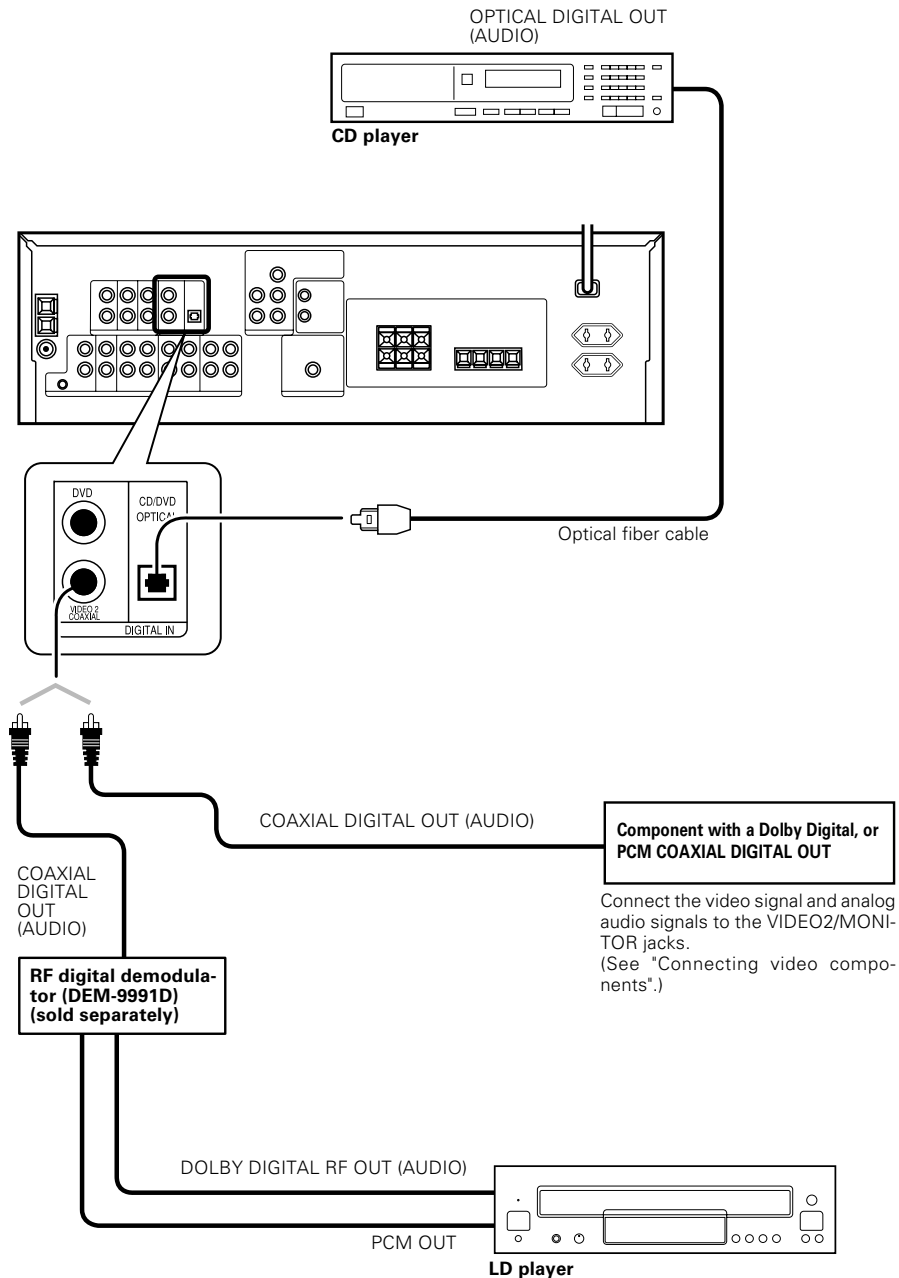 OPTICAL DIGITAL OUT
(AUDIO)
CD player
DVD
CD/DVD
OPTICAL
VIDEO 2
COAXIAL
DIGITAL IN
Optical fiber cable
COAXIAL DIGITAL OUT (AUDIO)
Component with a Dolby Digital, or
PCM COAXIAL DIGITAL OUT
Connect the video signal and analog
audio signals to the VIDEO2/MONI-
TOR jacks.
(See "Connecting video compo-
nents".)
COAXIAL
DIGITAL
OUT
(AUDIO)
RF digital demodula-
tor (DEM-9991D)
(sold separately)
DOLBY DIGITAL RF OUT (AUDIO)
PCM OUT
LD player